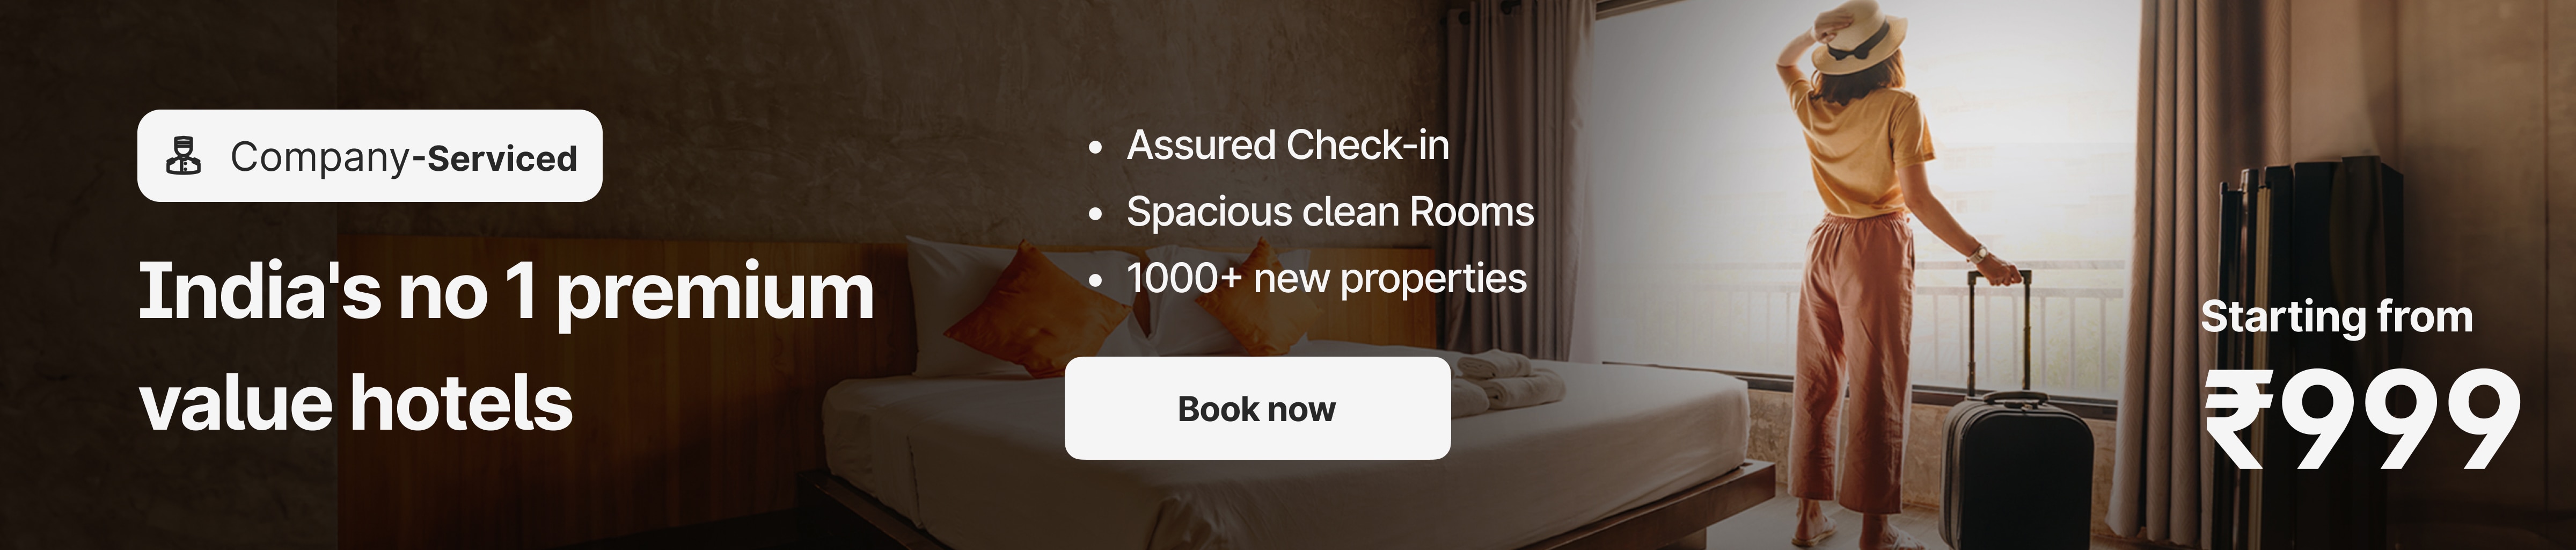 Company-Serviced
India's no 1 premium
value hotels
• Assured Check-in
• Spacious clean Rooms
• 1000+ new properties
Book now
Starting from
₹999